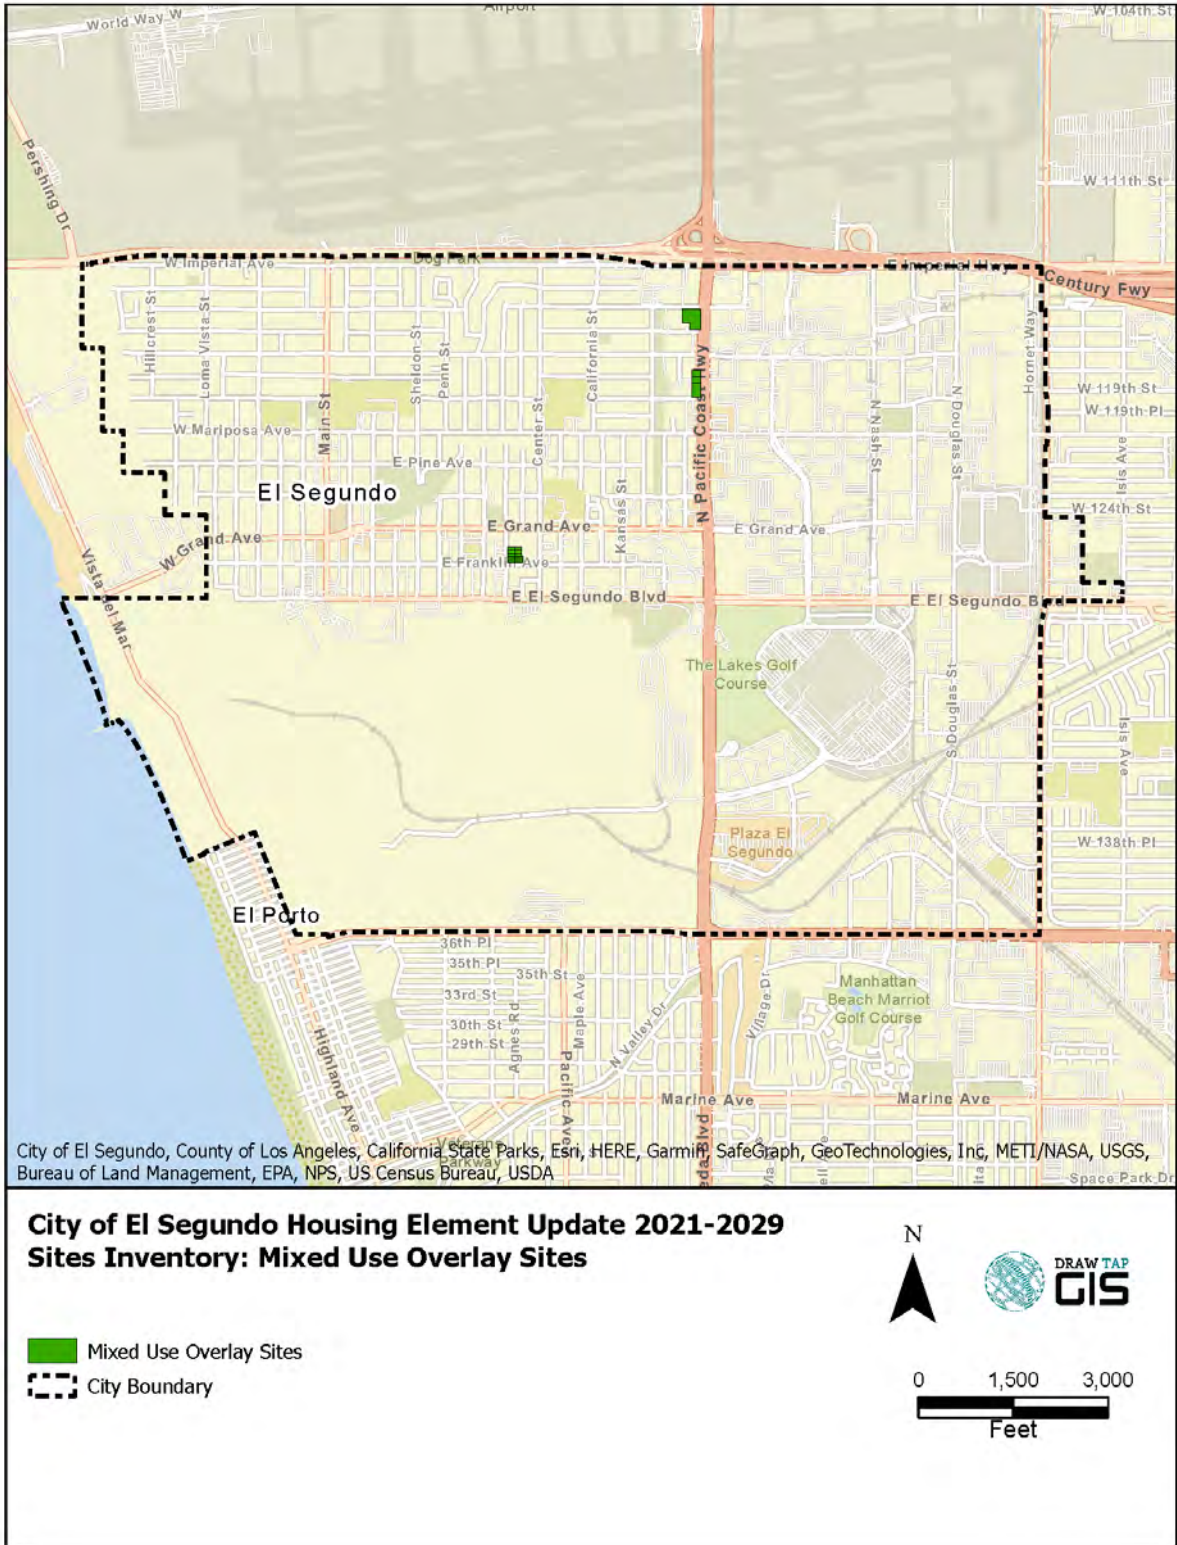 Airport
World Way W
W 104th St
Pershing Dr
W 111th St
W Imperial Ave
Dog Park
E Imperial Hwy
Century Fwy
Hillcrest St
Loma Vista St
Main St
Sheldon St
Penn St
Center St
California St
Kansas St
N Pacific Coast Hwy
N Nash St
N Douglas St
Hornet Way
W 119th St
W 119th Pl
Isis Ave
W 124th St
W Mariposa Ave
E Pine Ave
El Segundo
W Grand Ave
E Grand Ave
E Grand Ave
E Franklin Ave
E El Segundo Blvd
E El Segundo Blvd
Vista del Mar
The Lakes Golf
Course
S Douglas St
Isis Ave
Plaza El
Segundo
W 138th Pl
El Porto
36th Pl
35th Pl
35th St
33rd St
30th St
29th St
Agnes Rd
Maple Ave
Pacific Ave
N Valley Dr
Village Dr
Manhattan
Beach Marriot
Golf Course
Highland Ave
Marine Ave
Marine Ave
Veterans
Parkway
eda Blvd
Space Park Dr
City of El Segundo, County of Los Angeles, California State Parks, Esri, HERE, Garmin, SafeGraph, GeoTechnologies, Inc, METI/NASA, USGS,
Bureau of Land Management, EPA, NPS, US Census Bureau, USDA
City of El Segundo Housing Element Update 2021-2029
Sites Inventory: Mixed Use Overlay Sites
N
DRAW TAP
GIS
Mixed Use Overlay Sites
City Boundary
0 1,500 3,000
Feet